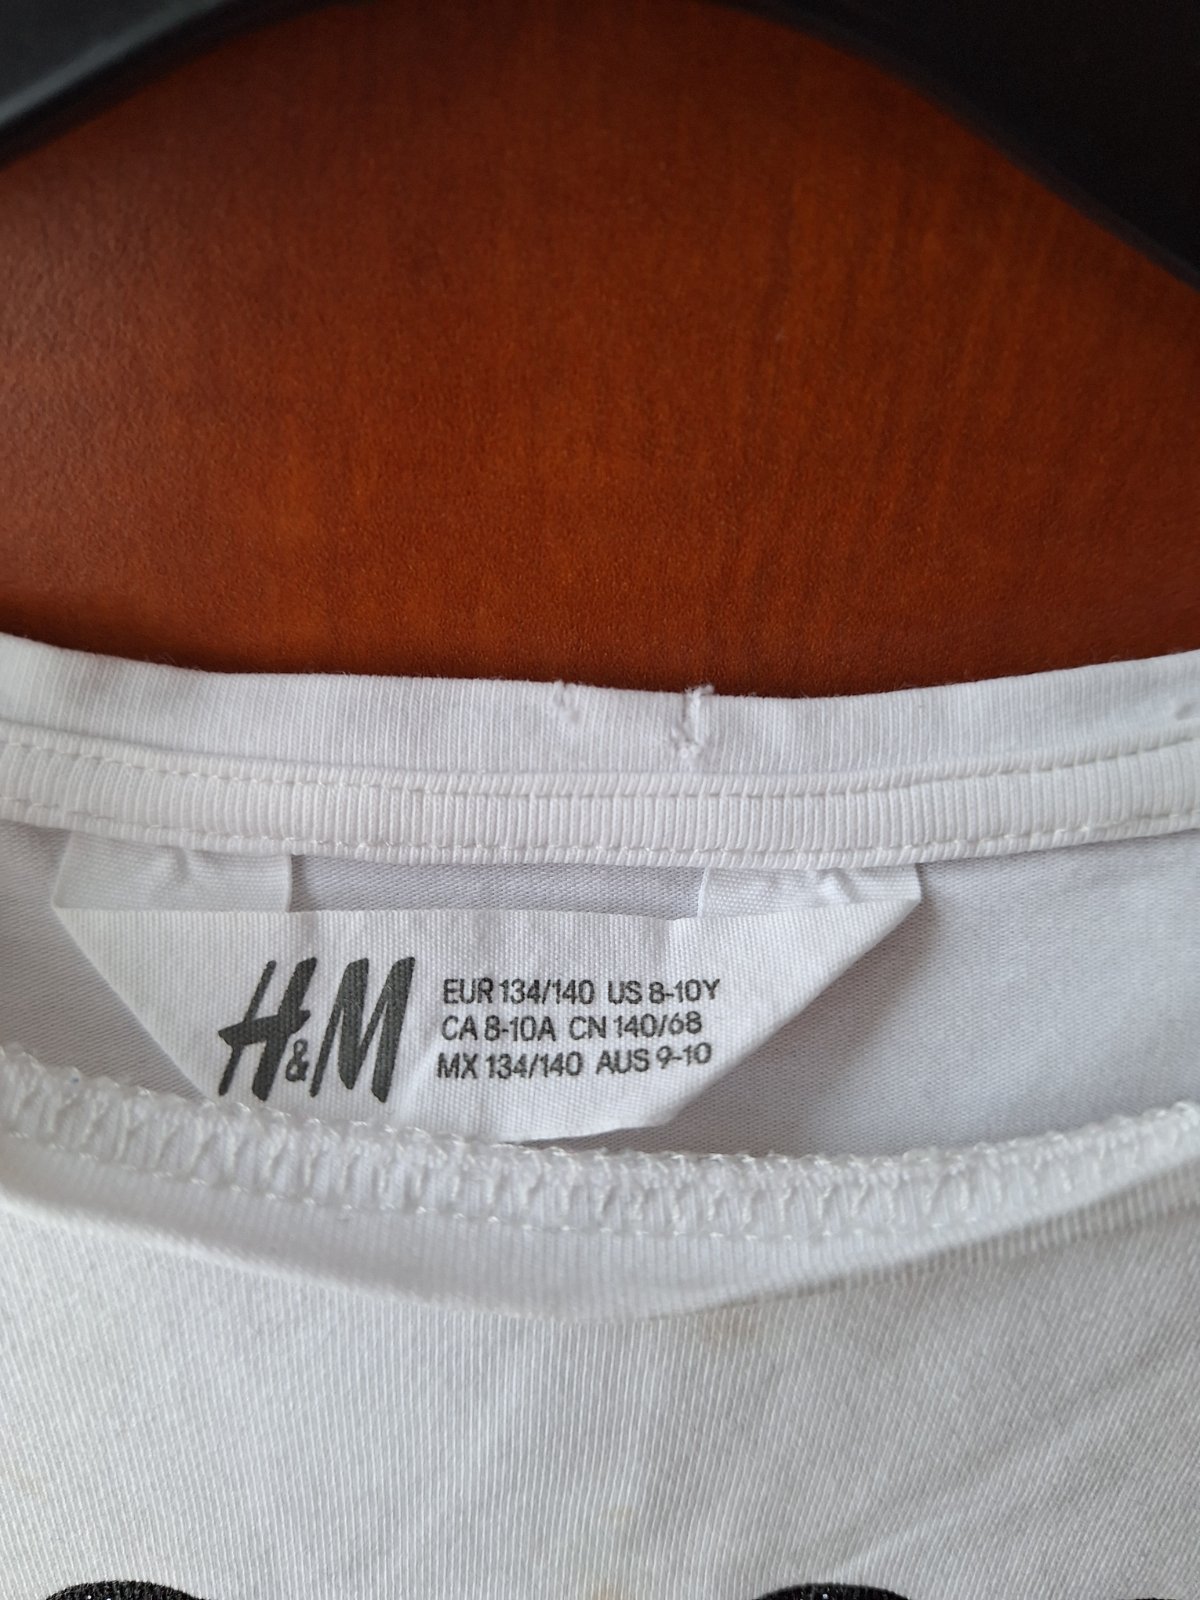 H&M
EUR 134/140 US 8-10Y
CA 8-10A CN 140/68
MX 134/140 AUS 9-10